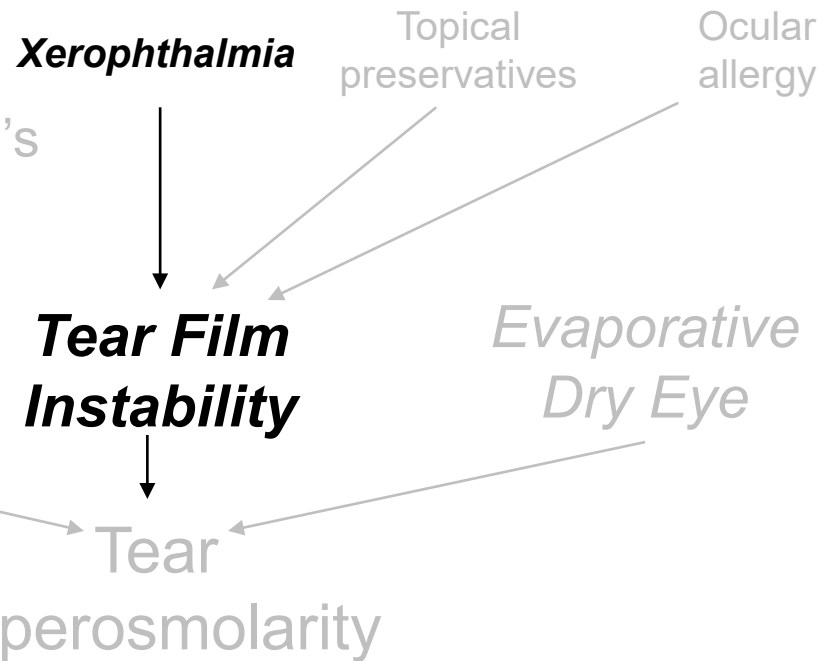 Xerophthalmia
Topical
preservatives
Ocular
allergy
's
Tear Film
Instability
Evaporative
Dry Eye
Tear
perosmolarity